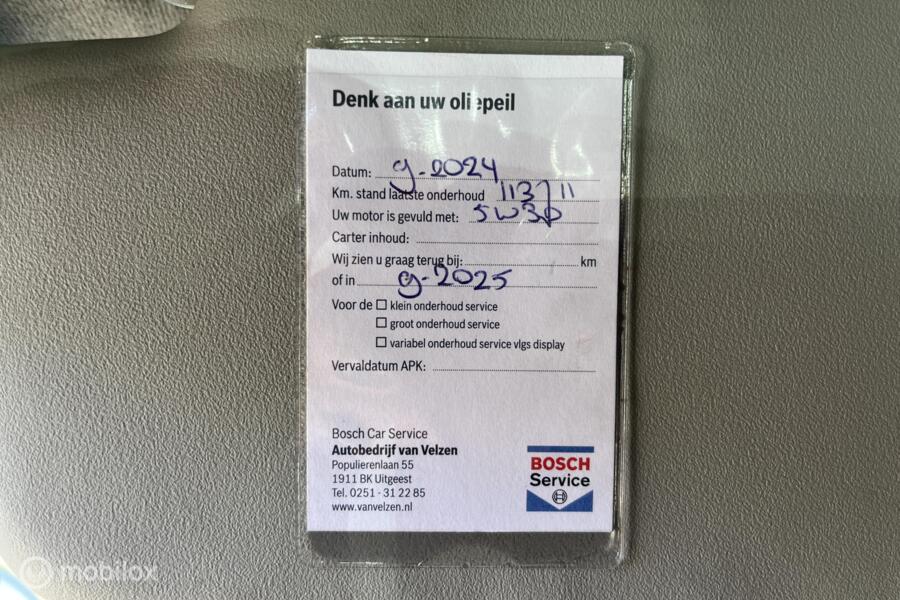 Denk aan uw oliepeil
Datum: 9-2024
Km. stand laatste onderhoud 113711
Uw motor is gevuld met: 5W30
Carter inhoud:
Wij zien u graag terug bij: km
of in 9-2025
Voor de ☐ klein onderhoud service
☐ groot onderhoud service
☐ variabel onderhoud service vlgs display
Vervaldatum APK:
Bosch Car Service
Autobedrijf van Velzen
Populierenlaan 55
1911 BK Uitgeest
Tel. 0251 - 31 22 85
www.vanvelzen.nl
BOSCH
Service
mobilox